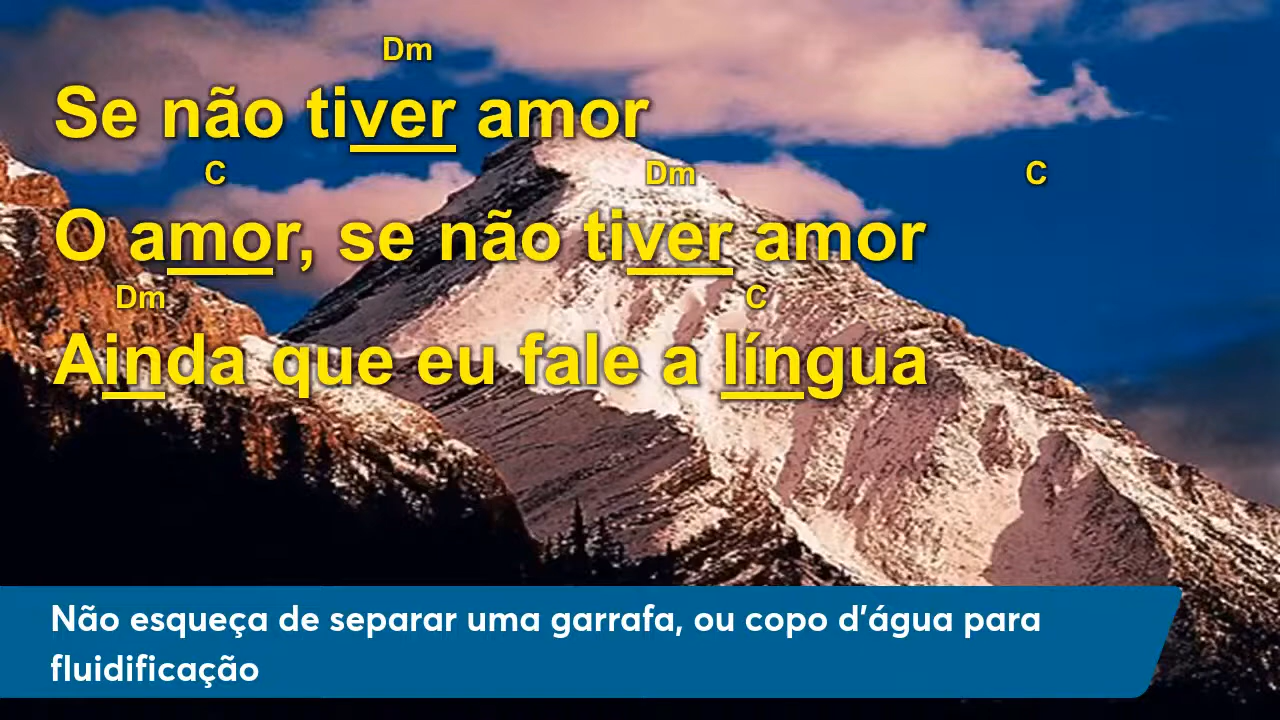 Dm
Se não tiver amor
C Dm C
O amor, se não tiver amor
Dm C
Ainda que eu fale a língua
Não esqueça de separar uma garrafa, ou copo d'água para
fluidificação